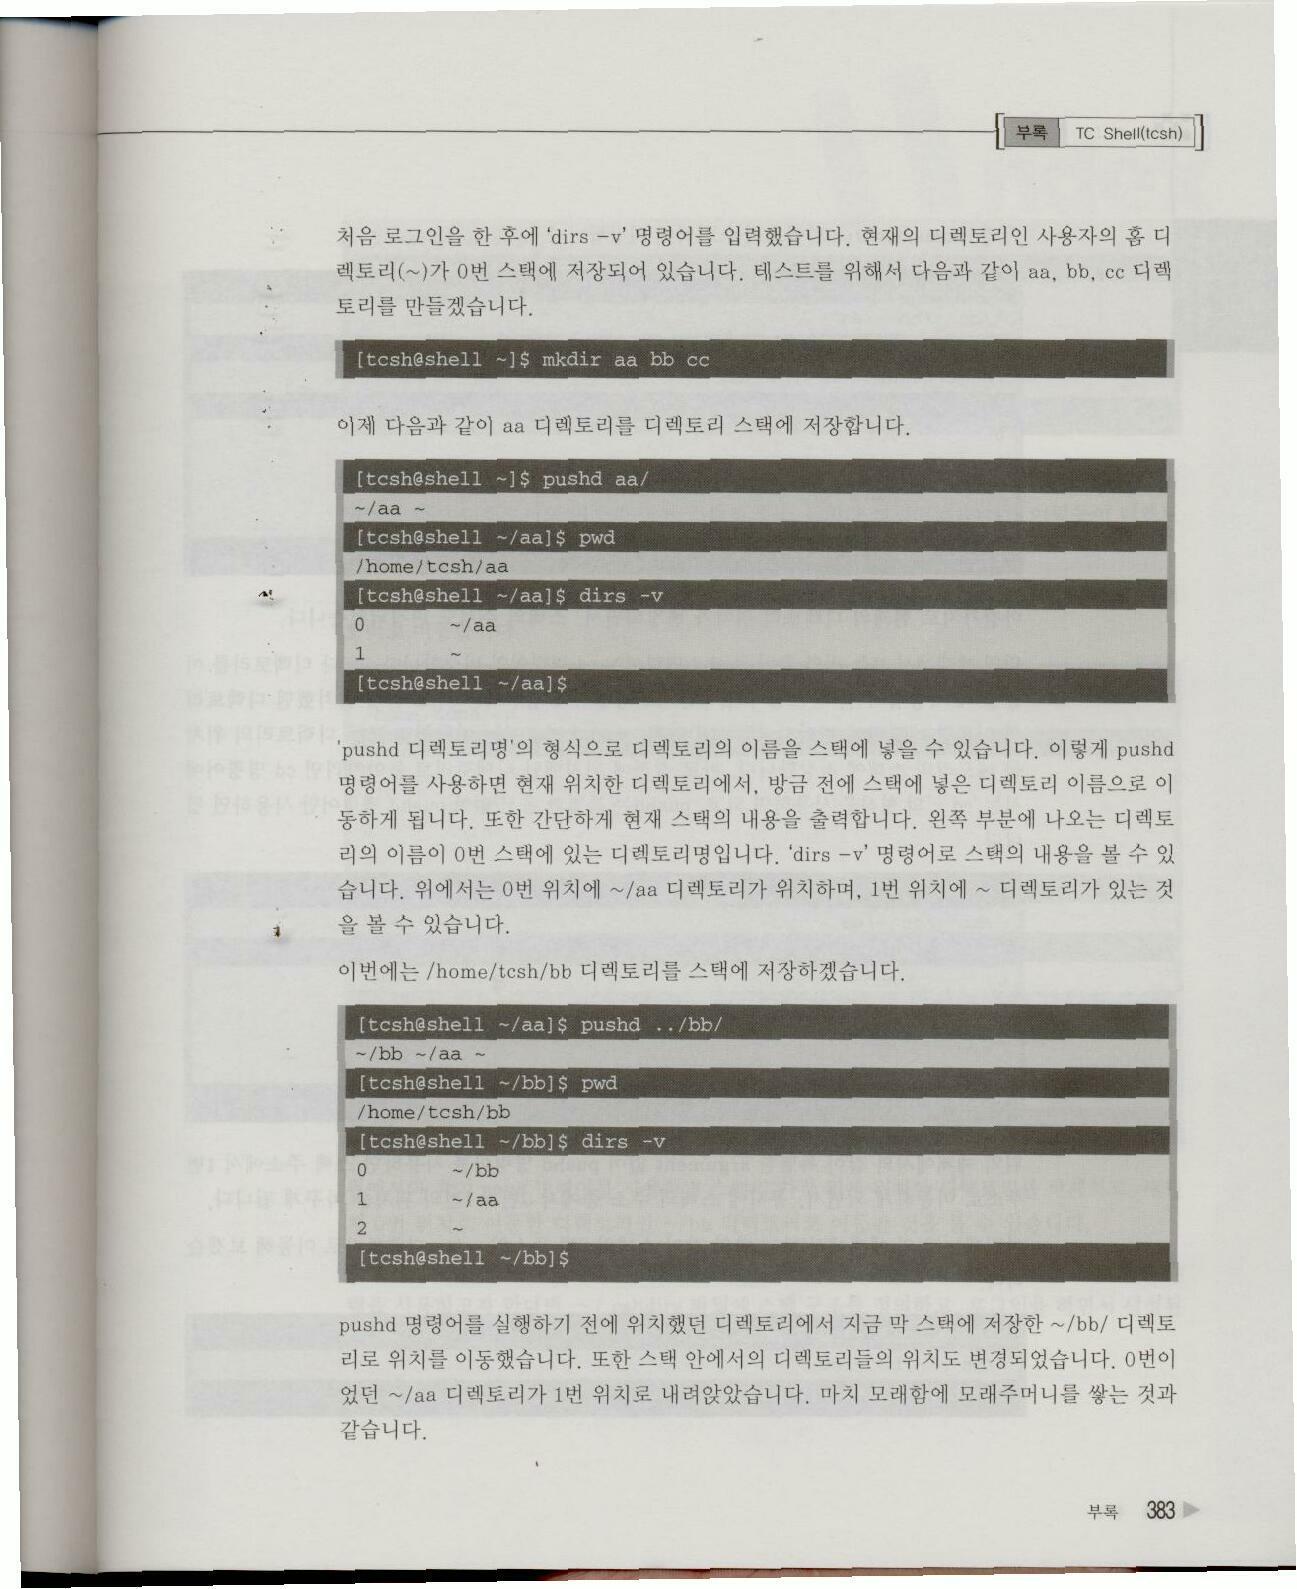 부록 TC Shell(tcsh)
처음 로그인을 한 후에 ‘dirs -v’ 명령어를 입력했습니다. 현재의 디렉토리인 사용자의 홈 디
렉토리(~)가 0번 스택에 저장되어 있습니다. 테스트를 위해서 다음과 같이 aa, bb, cc 디렉
토리를 만들겠습니다.
[tcsh@shell ~]$ mkdir aa bb cc
이제 다음과 같이 aa 디렉토리를 디렉토리 스택에 저장합니다.
[tcsh@shell ~]$ pushd aa/
~/aa ~
[tcsh@shell ~/aa]$ pwd
/home/tcsh/aa
[tcsh@shell ~/aa]$ dirs -v
0 ~/aa
1 ~
[tcsh@shell ~/aa]$
'pushd 디렉토리명'의 형식으로 디렉토리의 이름을 스택에 넣을 수 있습니다. 이렇게 pushd
명령어를 사용하면 현재 위치한 디렉토리에서, 방금 전에 스택에 넣은 디렉토리 이름으로 이
동하게 됩니다. 또한 간단하게 현재 스택의 내용을 출력합니다. 왼쪽 부분에 나오는 디렉토
리의 이름이 0번 스택에 있는 디렉토리명입니다. ‘dirs -v’ 명령어로 스택의 내용을 볼 수 있
습니다. 위에서는 0번 위치에 ~/aa 디렉토리가 위치하며, 1번 위치에 ~ 디렉토리가 있는 것
을 볼 수 있습니다.
이번에는 /home/tcsh/bb 디렉토리를 스택에 저장하겠습니다.
[tcsh@shell ~/aa]$ pushd ../bb/
~/bb ~/aa ~
[tcsh@shell ~/bb]$ pwd
/home/tcsh/bb
[tcsh@shell ~/bb]$ dirs -v
0 ~/bb
1 ~/aa
2 ~
[tcsh@shell ~/bb]$
pushd 명령어를 실행하기 전에 위치했던 디렉토리에서 지금 막 스택에 저장한 ~/bb/ 디렉토
리로 위치를 이동했습니다. 또한 스택 안에서의 디렉토리들의 위치도 변경되었습니다. 0번이
었던 ~/aa 디렉토리가 1번 위치로 내려앉았습니다. 마치 모래함에 모래주머니를 쌓는 것과
같습니다.
부록 383